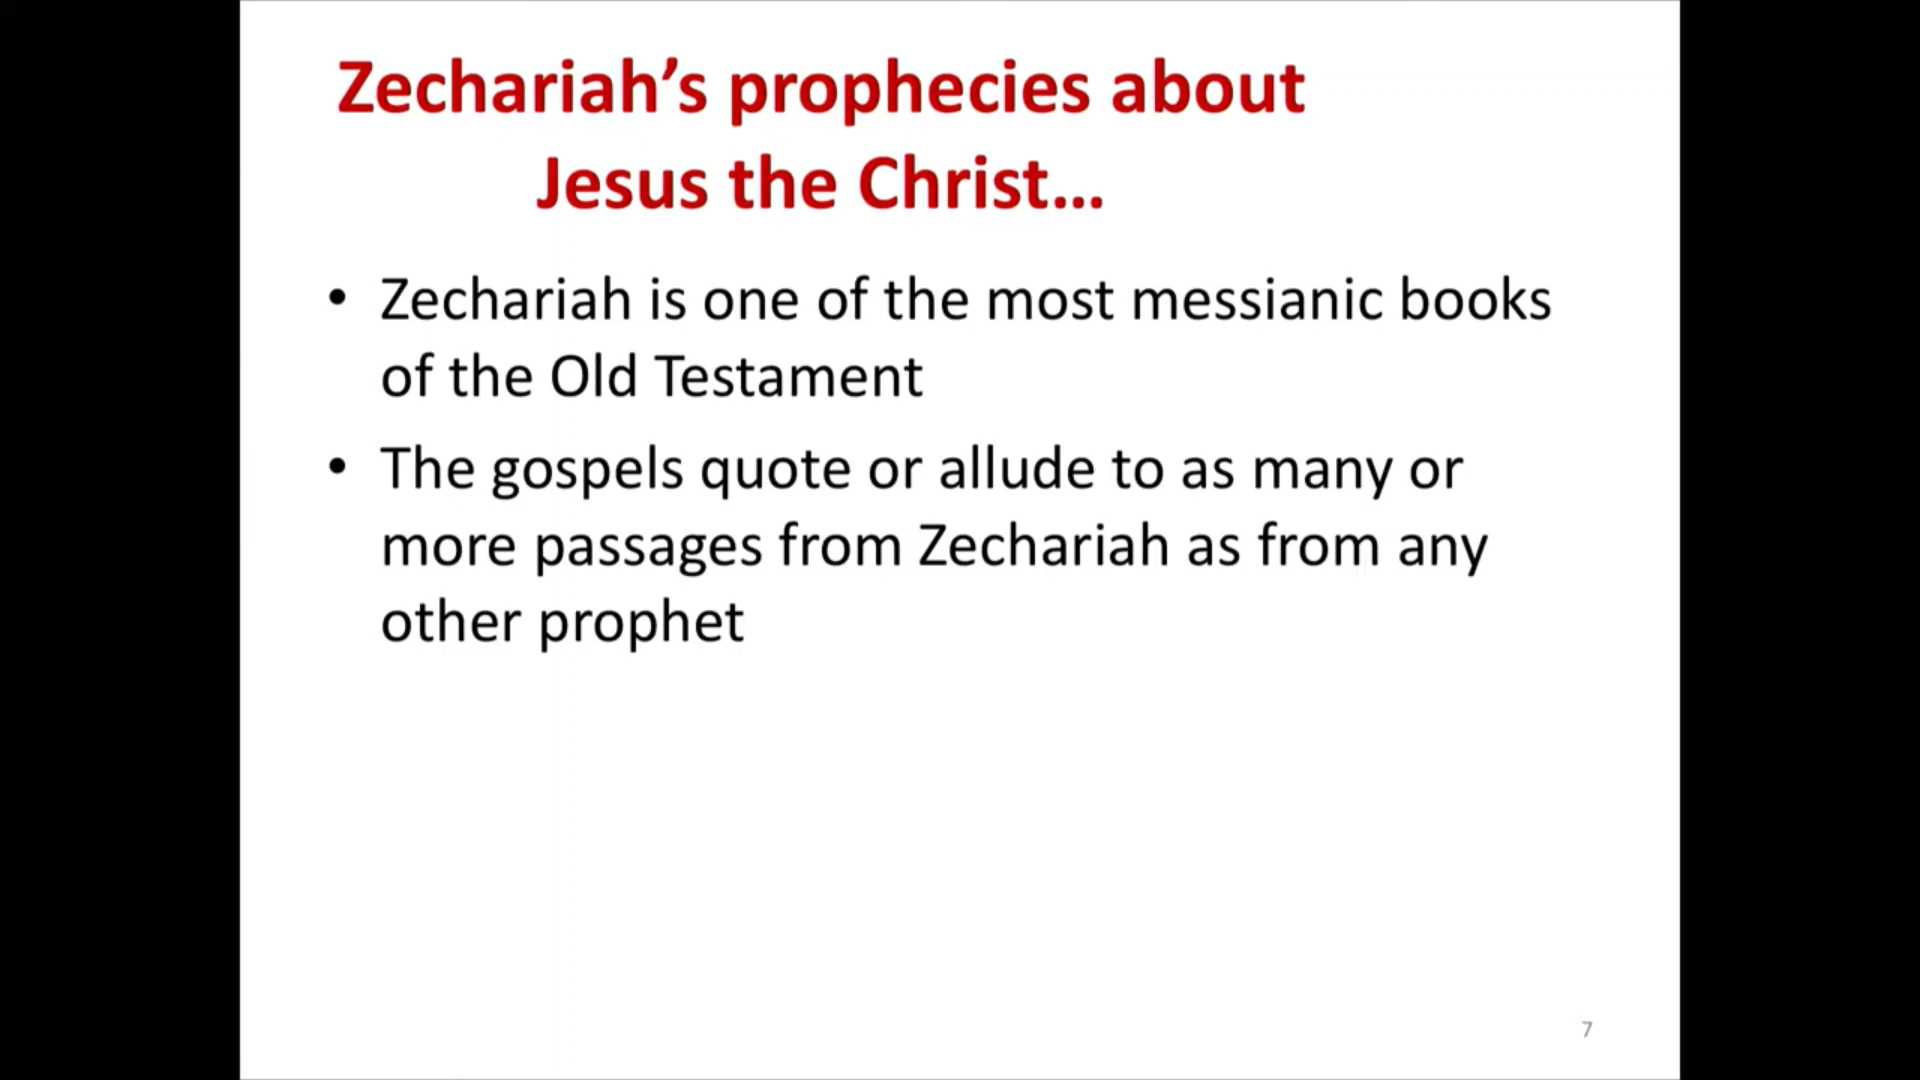 Zechariah’s prophecies about
Jesus the Christ…
• Zechariah is one of the most messianic books
of the Old Testament
• The gospels quote or allude to as many or
more passages from Zechariah as from any
other prophet
7